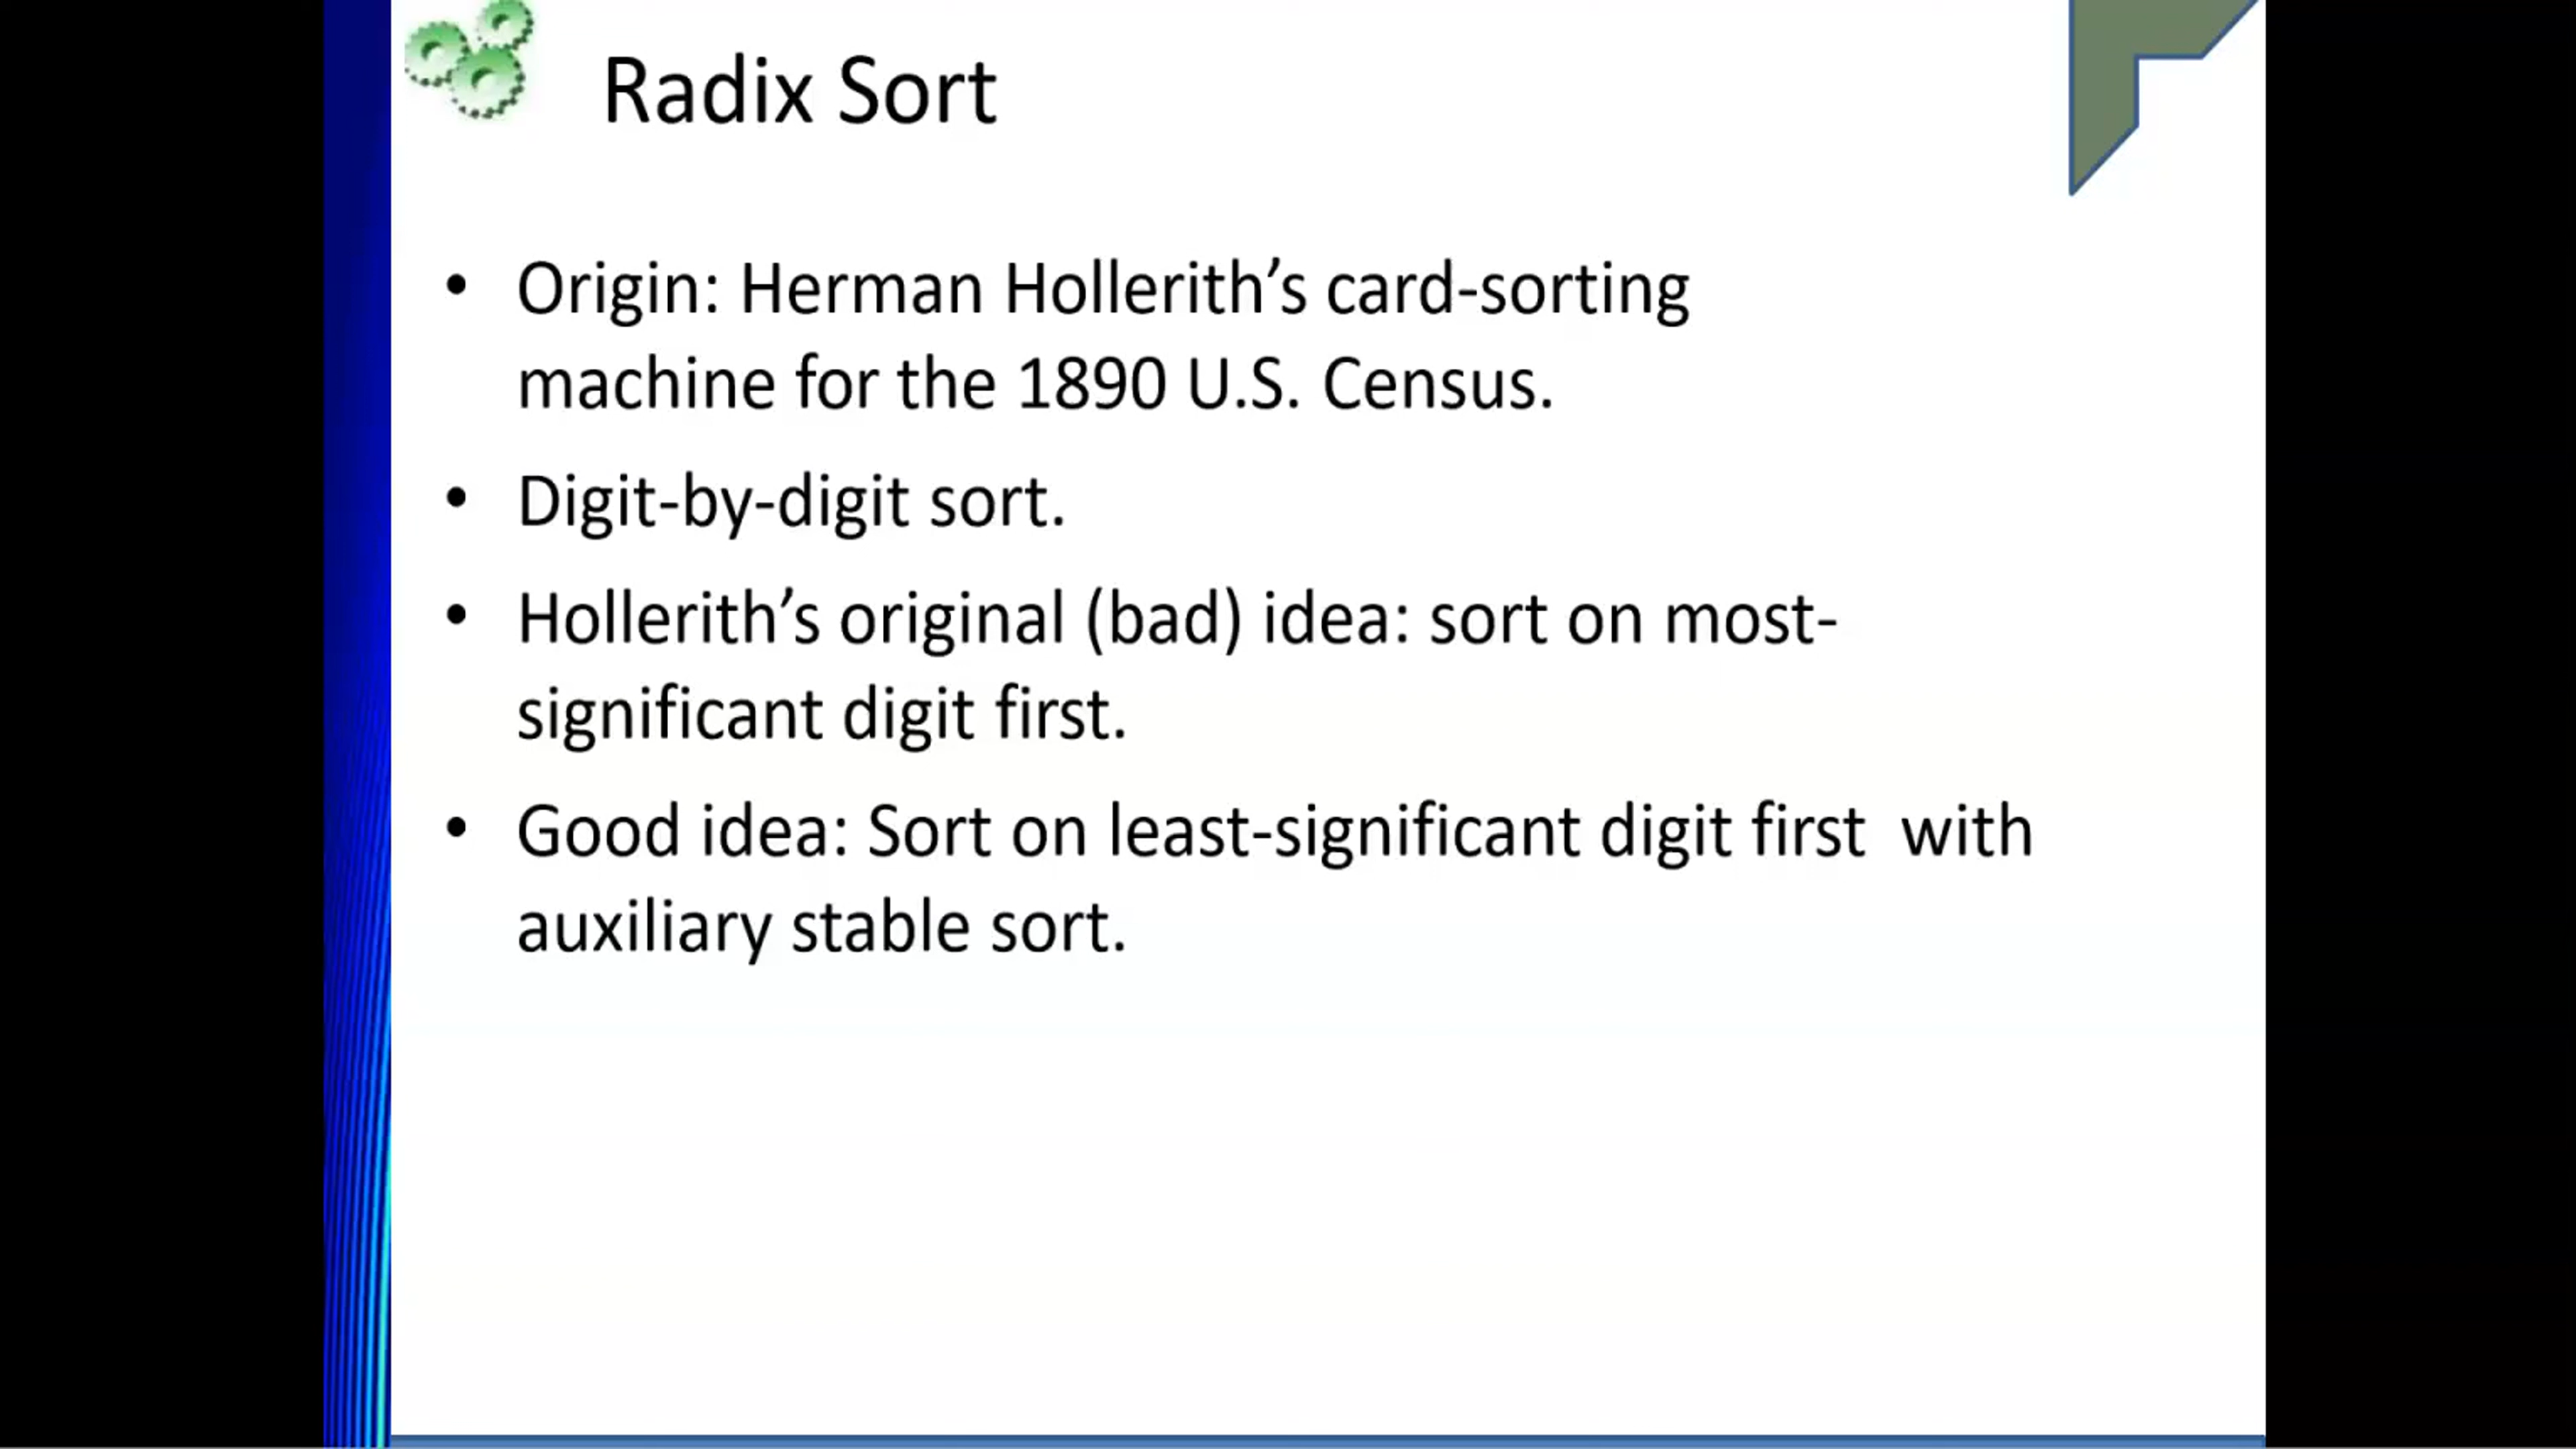 Radix Sort
• Origin: Herman Hollerith’s card-sorting
machine for the 1890 U.S. Census.
• Digit-by-digit sort.
• Hollerith’s original (bad) idea: sort on most-
significant digit first.
• Good idea: Sort on least-significant digit first  with
auxiliary stable sort.